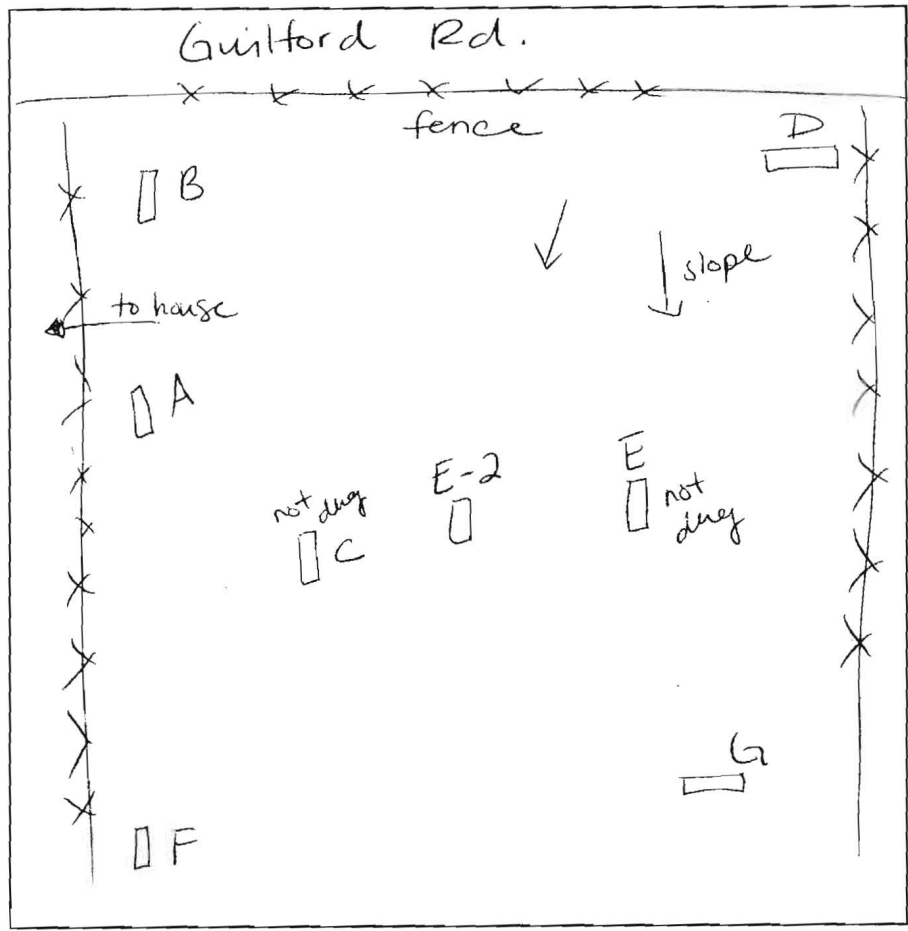 Guilford Rd.
fence
D
B
slope
to house
A
E-2
E
not dug
C
not
dug
G
F